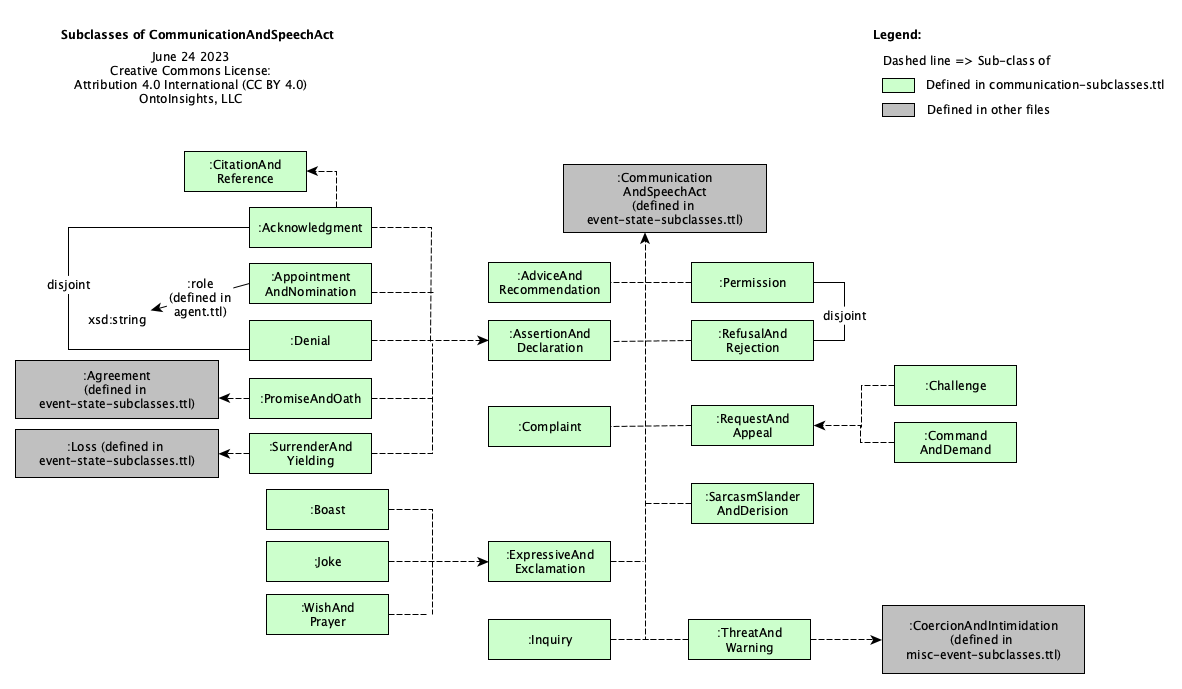 Subclasses of CommunicationAndSpeechAct
June 24 2023
Creative Commons License:
Attribution 4.0 International (CC BY 4.0)
OntoInsights, LLC
Legend:
Dashed line => Sub-class of
Defined in communication-subclasses.ttl
Defined in other files
:CitationAnd
Reference
:Communication
AndSpeechAct
(defined in
event-state-subclasses.ttl)
:Acknowledgment
disjoint
:role
(defined in
agent.ttl)
xsd:string
:Appointment
AndNomination
:Denial
:Agreement
(defined in
event-state-subclasses.ttl)
:PromiseAndOath
:Loss (defined in
event-state-subclasses.ttl)
:SurrenderAnd
Yielding
:Boast
:Joke
:WishAnd
Prayer
:AdviceAnd
Recommendation
:AssertionAnd
Declaration
:Complaint
:ExpressiveAnd
Exclamation
:Inquiry
:Permission
disjoint
:RefusalAnd
Rejection
:RequestAnd
Appeal
:Challenge
:Command
AndDemand
:SarcasmSlander
AndDerision
:ThreatAnd
Warning
:CoercionAndIntimidation
(defined in
misc-event-subclasses.ttl)